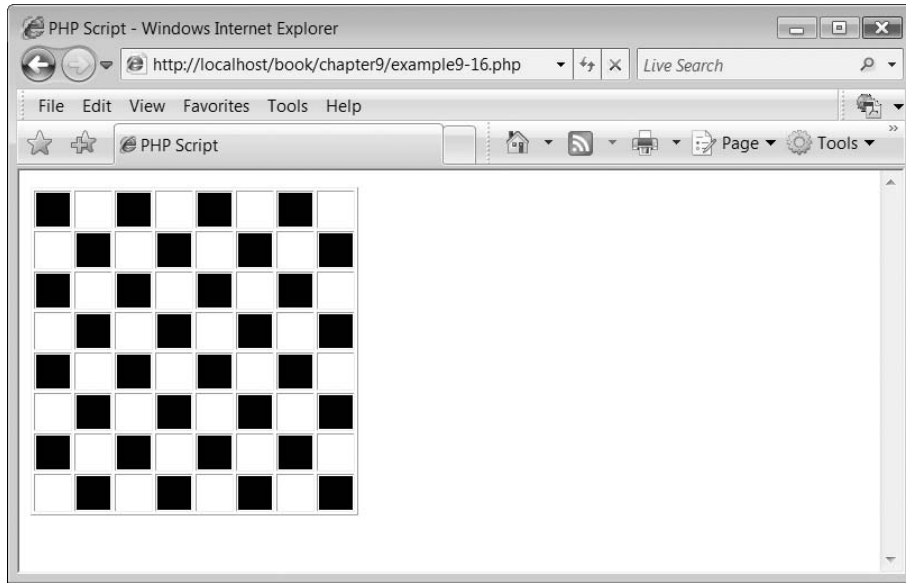 PHP Script - Windows Internet Explorer
http://localhost/book/chapter9/example9-16.php
Live Search
File Edit View Favorites Tools Help
PHP Script
Page
Tools